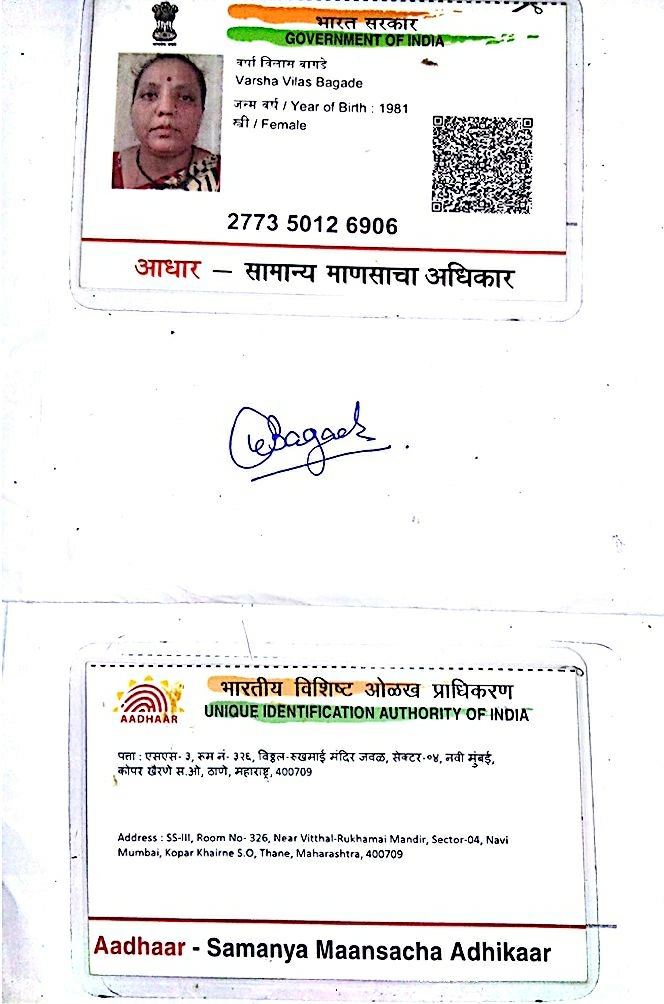 भारत सरकार
GOVERNMENT OF INDIA
वर्षा विलास बागडे
Varsha Vilas Bagade
जन्म वर्ष / Year of Birth : 1981
स्त्री / Female
2773 5012 6906
आधार — सामान्य माणसाचा अधिकार
Bagade
भारतीय विशिष्ट ओळख प्राधिकरण
AADHAAR
UNIQUE IDENTIFICATION AUTHORITY OF INDIA
पत्ता : एसएस- ३, रूम नं- ३२६, विठ्ठल-रुखमाई मंदिर जवळ, सेक्टर-०४, नवी मुंबई,
कोपर खैरणे स.ओ, ठाणे, महाराष्ट्र, 400709
Address : SS-III, Room No- 326, Near Vitthal-Rukhamai Mandir, Sector-04, Navi
Mumbai, Kopar Khairne S.O, Thane, Maharashtra, 400709
Aadhaar - Samanya Maansacha Adhikaar